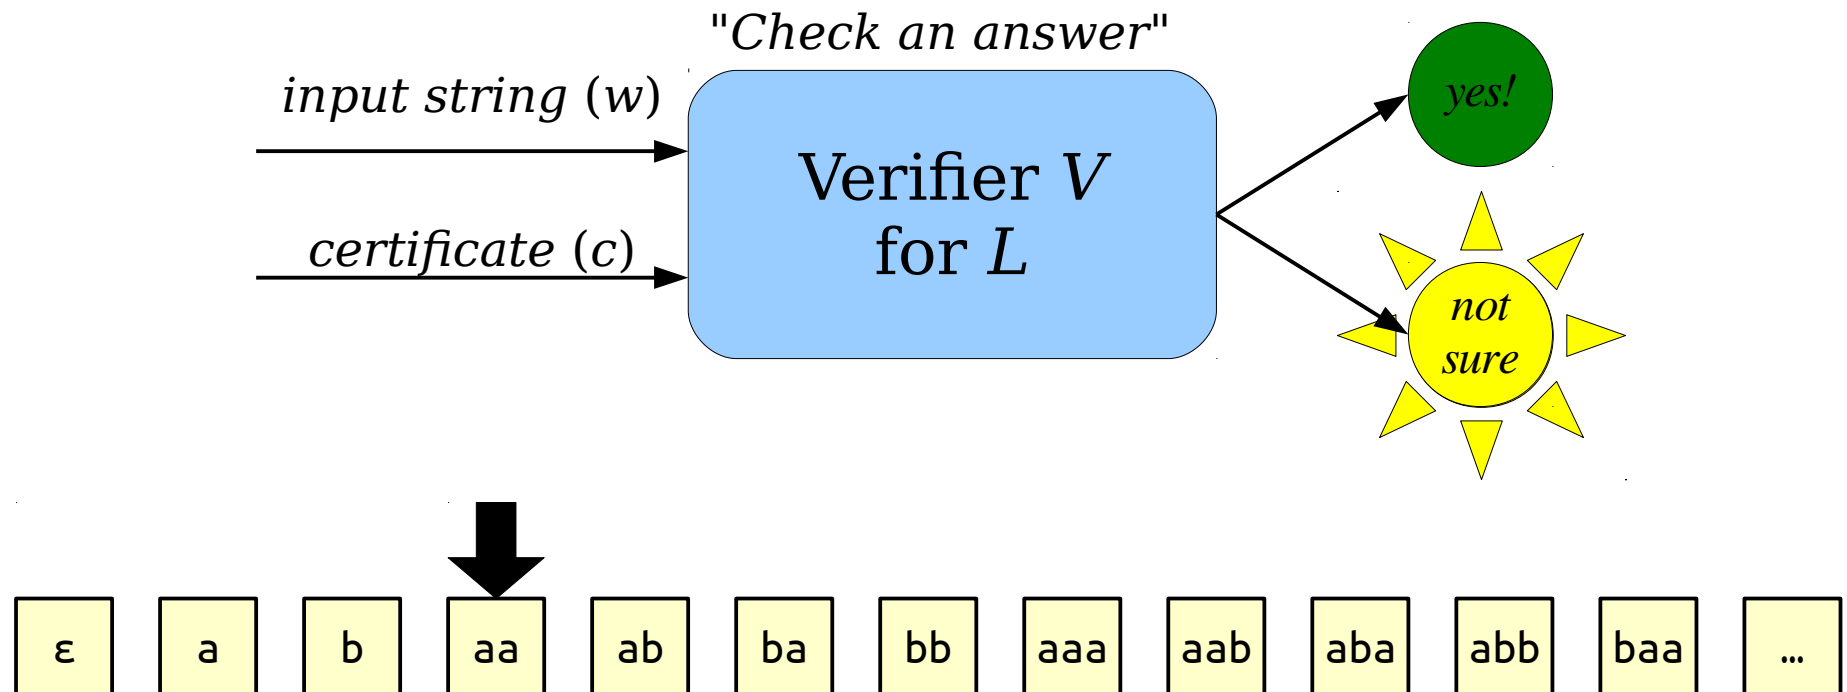 "Check an answer"
input string (w)
certificate (c)
Verifier V
for L
yes!
not
sure
ε a b aa ab ba bb aaa aab aba abb baa …